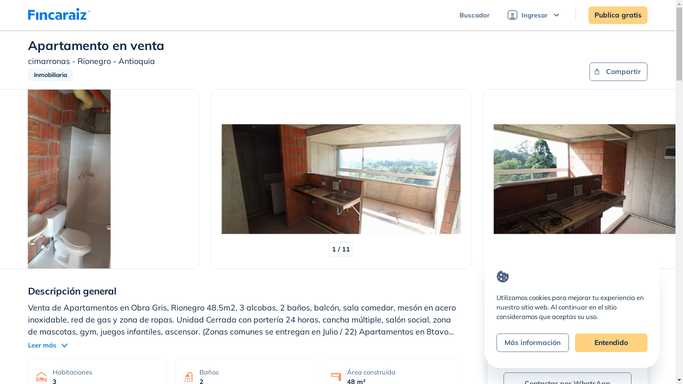 Fincaraiz
Buscador
Ingresar
Publica gratis
Apartamento en venta
cimarronas - Rionegro - Antioquia
Inmobiliaria
Compartir
1 / 11
Descripción general
Venta de Apartamentos en Obra Gris, Rionegro 48.5m2, 3 alcobas, 2 baños, balcón, sala comedor, mesón en acero
inoxidable, red de gas y zona de ropas. Unidad Cerrada con portería 24 horas, cancha múltiple, salón social, zona
de mascotas, gym, juegos infantiles, ascensor. (Zonas comunes se entregan en Julio / 22) Apartamentos en 8tavo...
Leer más
Habitaciones
3
Baños
2
Área construida
48 m²
Utilizamos cookies para mejorar tu experiencia en
nuestro sitio web. Al continuar en el sitio
consideramos que aceptas su uso.
Más información
Entendido
Contactar por WhatsApp